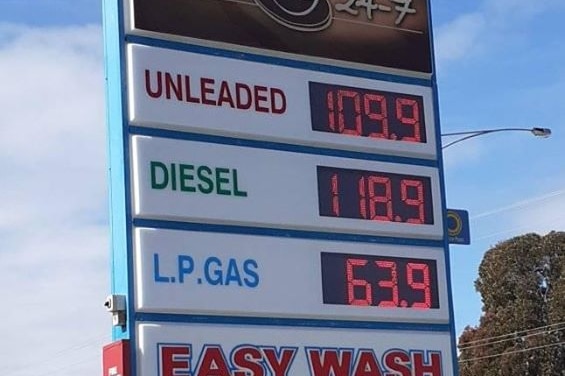 24-7
UNLEADED 109.9
DIESEL 118.9
L.P.GAS 63.9
EASY WASH